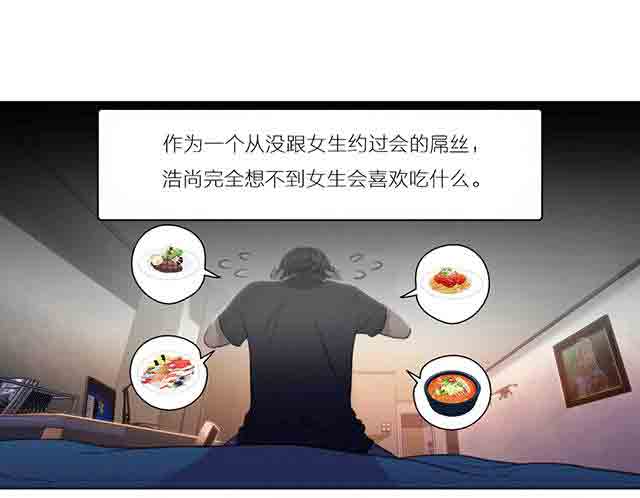 作为一个从没跟女生约过会的屌丝，
浩尚完全想不到女生会喜欢吃什么。